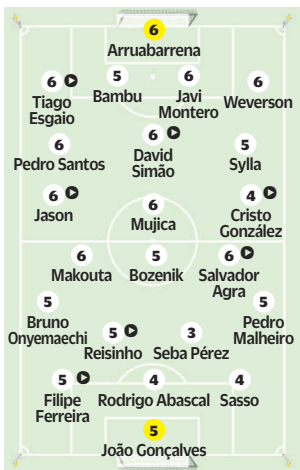 6
Arruabarrena
6 5 6 6
Tiago Esgaio Bambu Javi Montero Weverson
6 6 5
Pedro Santos David Simão Sylla
6 6 4
Jason Mujica Cristo González
6 5 6
Makouta Bozenik Salvador Agra
5 5 3 5
Bruno Onyemaechi Reisinho Seba Pérez Pedro Malheiro
5 4 4
Filipe Ferreira Rodrigo Abascal Sasso
5
João Gonçalves